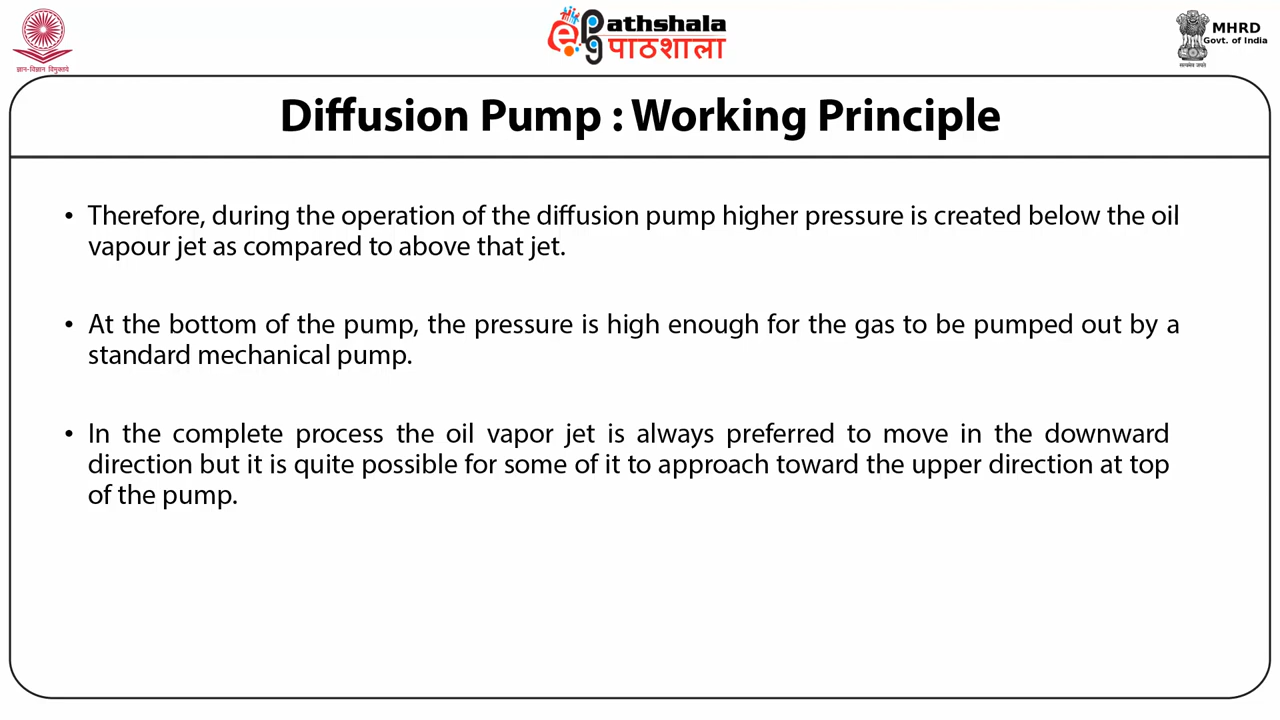 ज्ञान-विज्ञान विमुक्तये
ePathshala
पाठशाला
MHRD
Govt. of India
सत्यमेव जयते
Diffusion Pump : Working Principle
• Therefore, during the operation of the diffusion pump higher pressure is created below the oil
vapour jet as compared to above that jet.
• At the bottom of the pump, the pressure is high enough for the gas to be pumped out by a
standard mechanical pump.
• In the complete process the oil vapor jet is always preferred to move in the downward
direction but it is quite possible for some of it to approach toward the upper direction at top
of the pump.